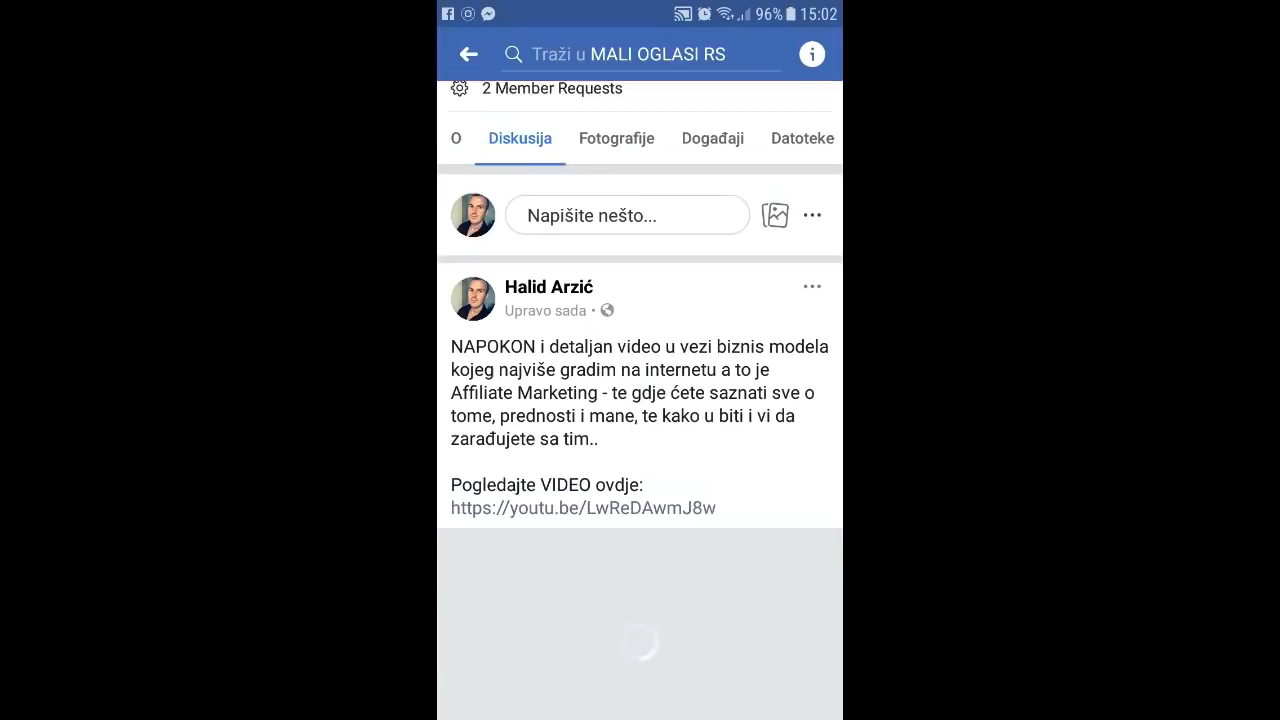 96% 15:02
Traži u MALI OGLASI RS
2 Member Requests
O Diskusija Fotografije Događaji Datoteke
Napišite nešto...
Halid Arzić
Upravo sada
NAPOKON i detaljan video u vezi biznis modela
kojeg najviše gradim na internetu a to je
Affiliate Marketing - te gdje ćete saznati sve o
tome, prednosti i mane, te kako u biti i vi da
zarađujete sa tim..
Pogledajte VIDEO ovdje:
https://youtu.be/LwReDAwmJ8w